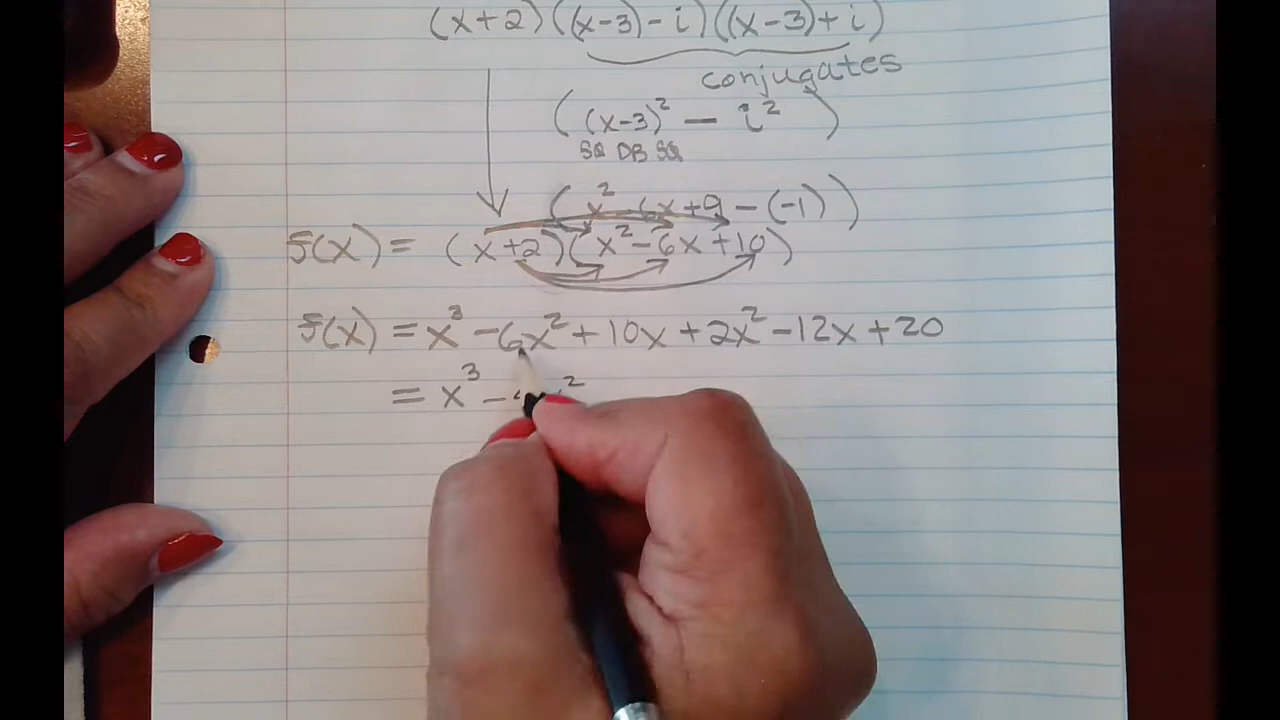 (x+2)((x-3)-i)((x-3)+i)
conjugates
((x-3)² - i²)
SQ DB SQ
(x² - 6x + 9 - (-1))
f(x) = (x+2)(x² - 6x + 10)
f(x) = x³ - 6x² + 10x + 2x² - 12x + 20
= x³ -